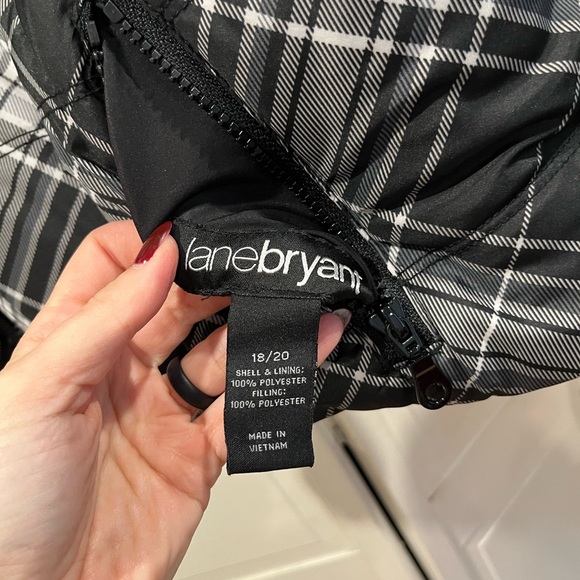 lanebryant
18/20
SHELL & LINING:
100% POLYESTER
FILLING:
100% POLYESTER
MADE IN
VIETNAM